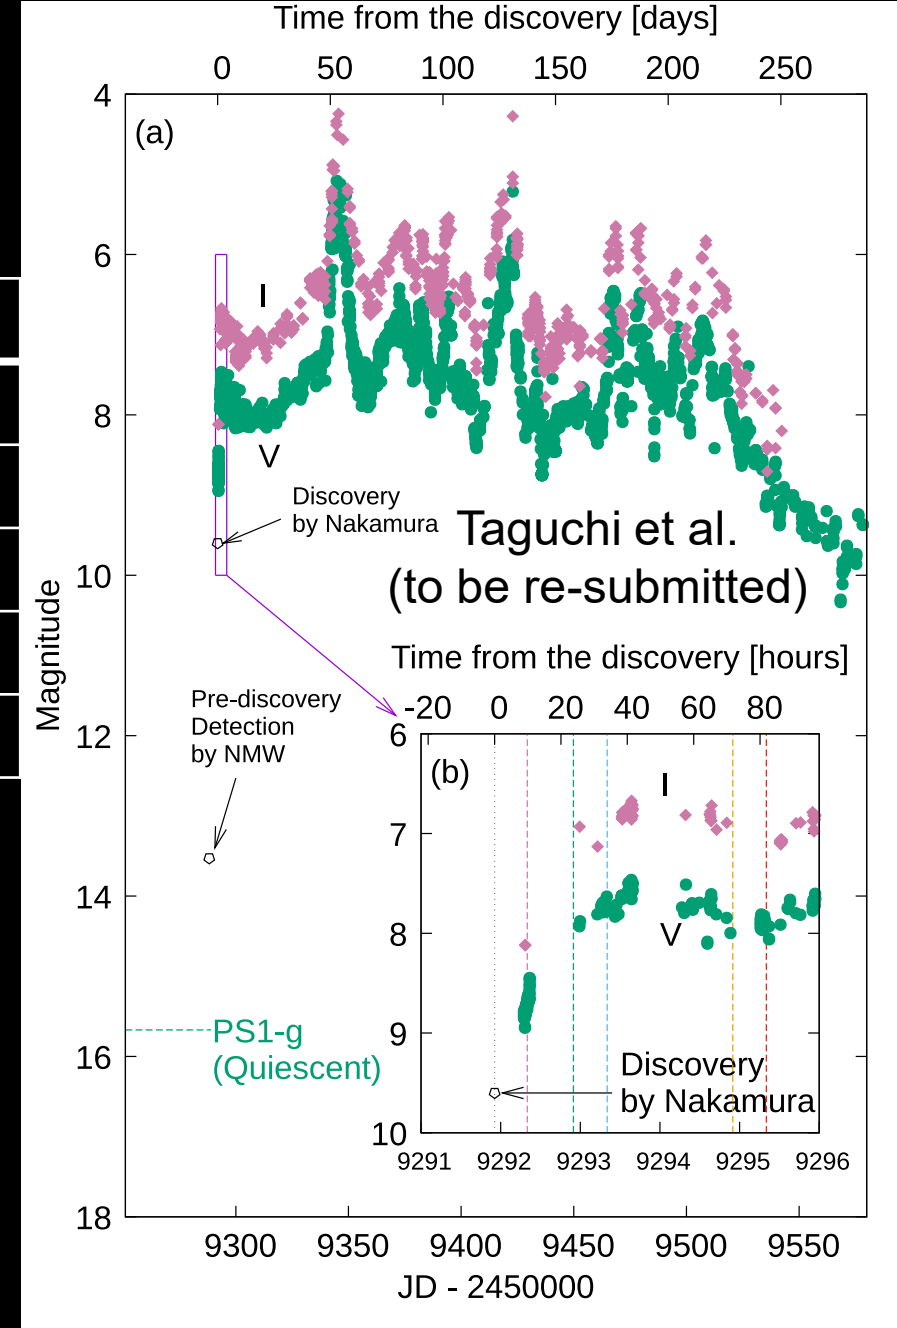 Time from the discovery [days]
0 50 100 150 200 250
4
(a)
6
I
8
V
Discovery
by Nakamura
Taguchi et al.
(to be re-submitted)
10
Magnitude
Time from the discovery [hours]
Pre-discovery
Detection
by NMW
-20 0 20 40 60 80
12
6
(b)
I
7
14
8
V
PS1-g
(Quiescent)
9
16
Discovery
by Nakamura
10
9291 9292 9293 9294 9295 9296
18
9300 9350 9400 9450 9500 9550
JD - 2450000